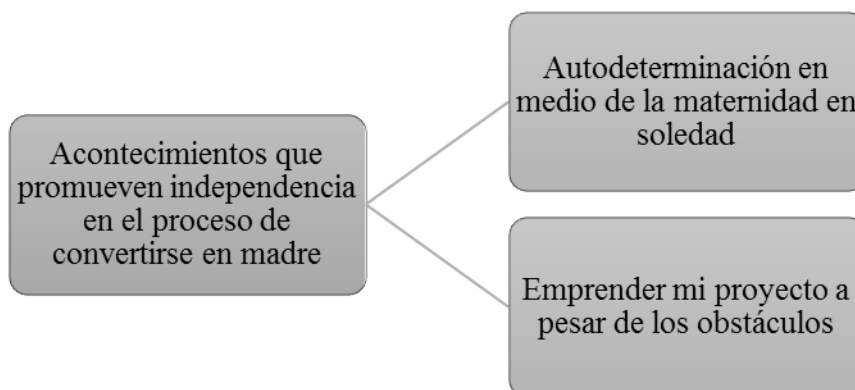 Acontecimientos que
promueven independencia
en el proceso de
convertirse en madre
Autodeterminación en
medio de la maternidad en
soledad
Emprender mi proyecto a
pesar de los obstáculos